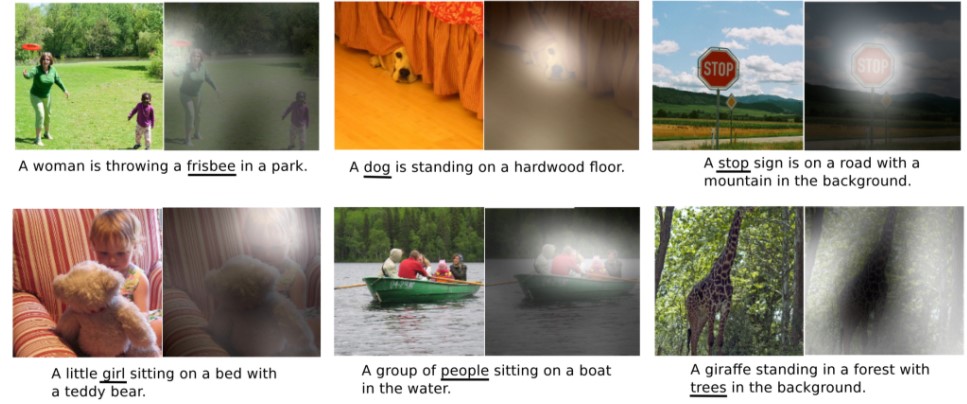 A woman is throwing a frisbee in a park.
A dog is standing on a hardwood floor.
STOP
STOP
A stop sign is on a road with a
mountain in the background.
A little girl sitting on a bed with
a teddy bear.
A group of people sitting on a boat
in the water.
A giraffe standing in a forest with
trees in the background.